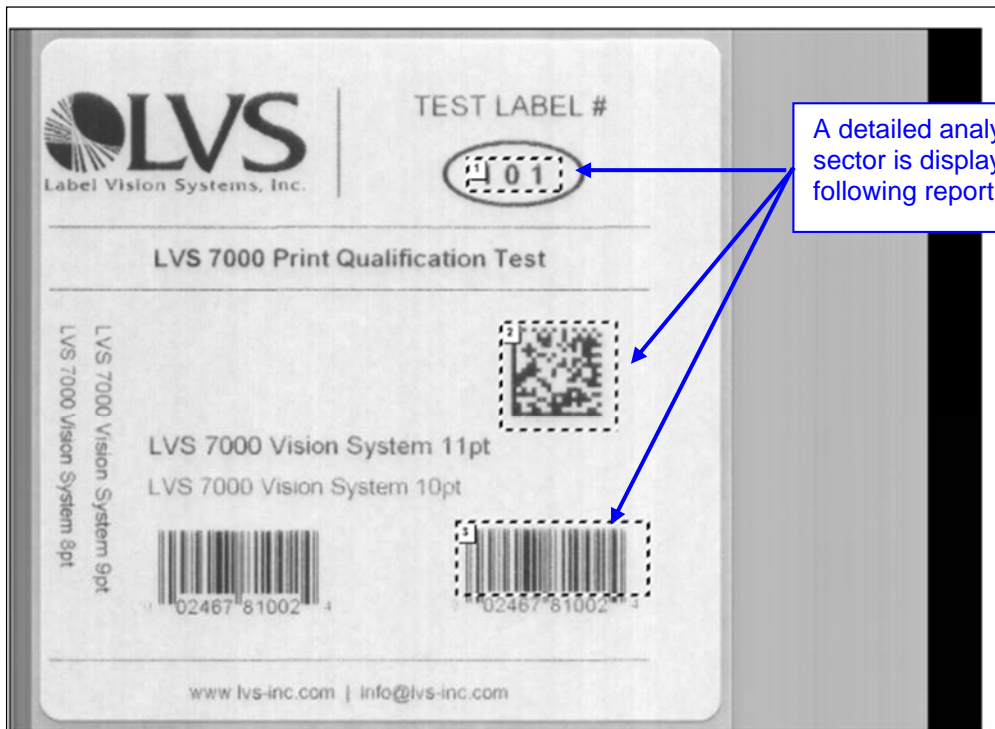 LVS
Label Vision Systems, Inc.
TEST LABEL #
1
01
A detailed analy
sector is display
following report
LVS 7000 Print Qualification Test
2
LVS 7000 Vision System 9pt
LVS 7000 Vision System 8pt
LVS 7000 Vision System 11pt
LVS 7000 Vision System 10pt
3
0 02467 81002 4
0 02467 81002 4
www.lvs-inc.com | info@lvs-inc.com